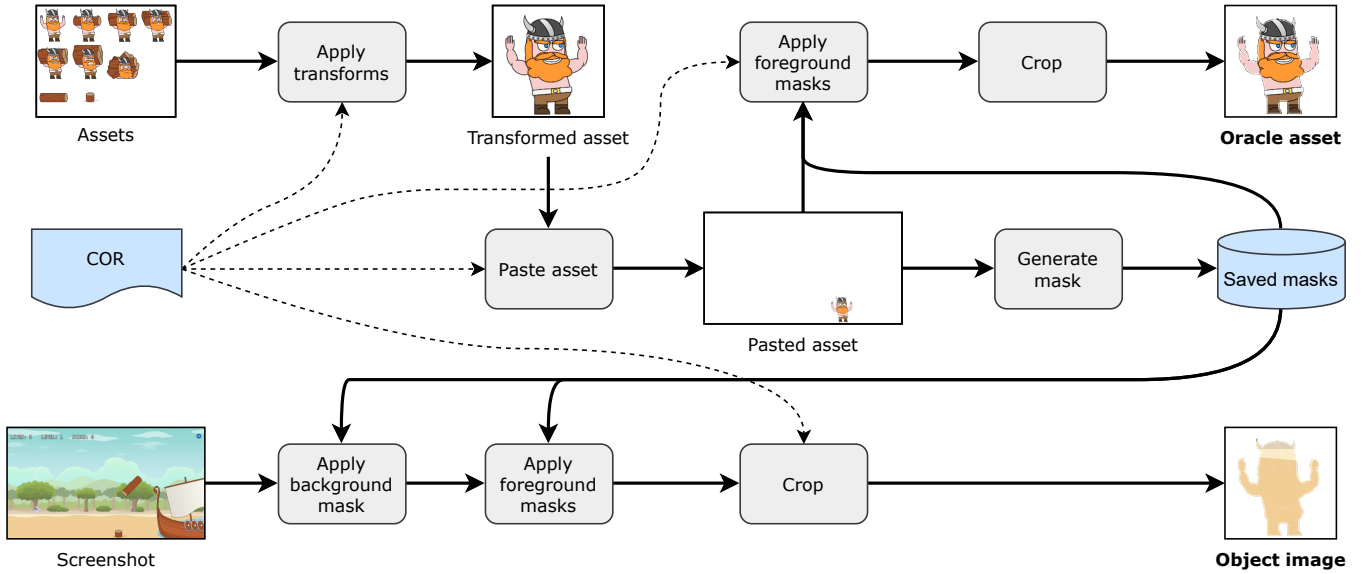 Apply
transforms
Apply
foreground
masks
Crop
Assets
Transformed asset
Oracle asset
COR
Paste asset
Generate
mask
Saved masks
Pasted asset
Apply
background
mask
Apply
foreground
masks
Crop
Screenshot
Object image